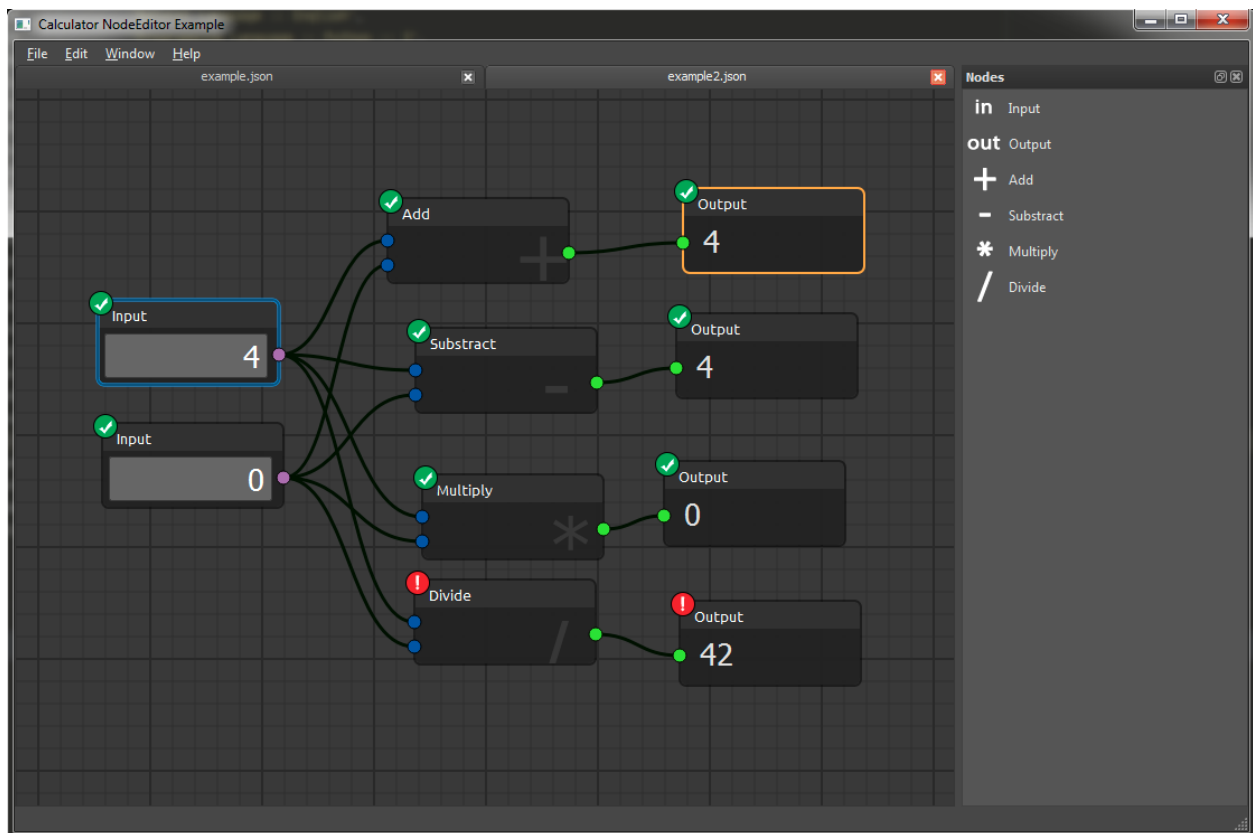 Calculator NodeEditor Example
File Edit Window Help
example.json
example2.json
Nodes
in Input
out Output
+ Add
- Substract
* Multiply
/ Divide
Add
+
Output
4
Input
4
Substract
-
Output
4
Input
0
Multiply
*
Output
0
Divide
/
Output
42